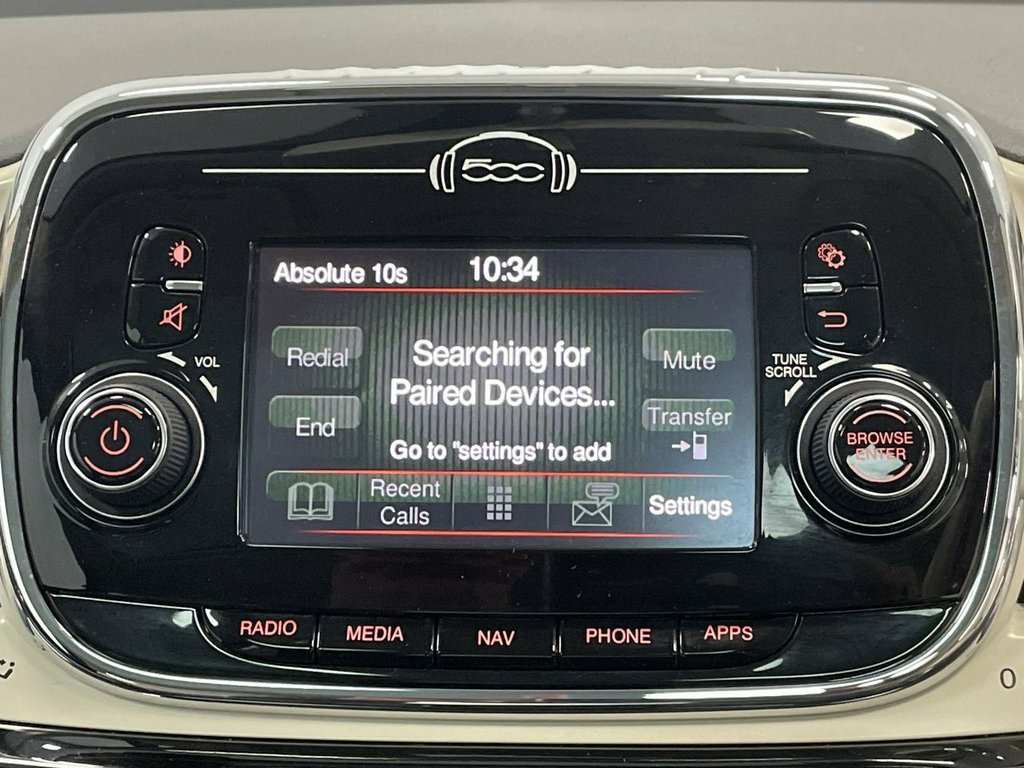 500
Absolute 10s
10:34
VOL
TUNE
SCROLL
Redial
Searching for
Paired Devices...
Mute
End
Transfer
Go to "settings" to add
BROWSE
ENTER
Recent
Calls
Settings
RADIO
MEDIA
NAV
PHONE
APPS
0